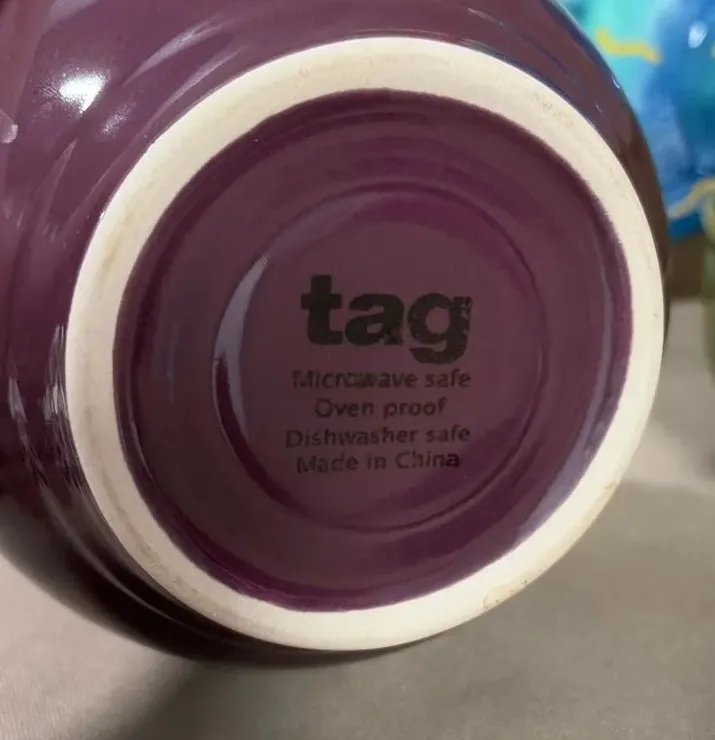 tag
Microwave safe
Oven proof
Dishwasher safe
Made in China